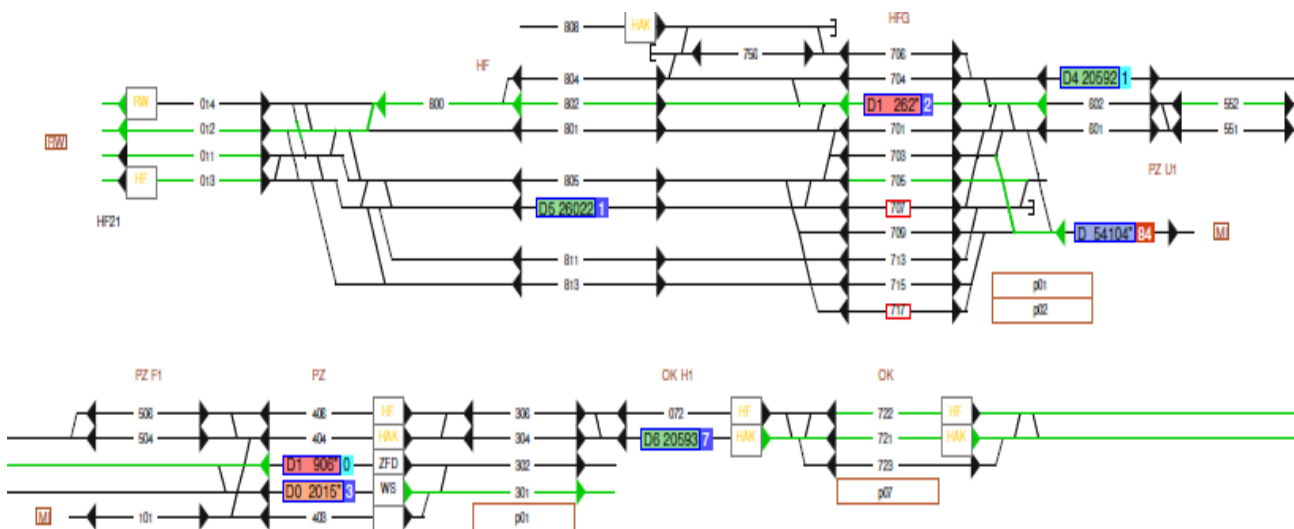 808 HAK HFG
756 706
HF 804 704 D4 20592 1
RW 014 800 802 D1 262" 2 602 552
012 801 701 601 551
RW 011 703
HF 013 805 705 PZ U1
HF21 D5 26022 1 707
709 D 54104" 84 MI
811 713
813 715 p01
717 p02
PZ F1 PZ OK H1 OK
506 406 HF 306 072 HF 722 HF
504 404 HAK 304 D6 20593 7 HAK 721 HAK
D1 906" 0 ZFD 302 723
D0 2015" 3 WS 301 p07
MI 101 403 p01